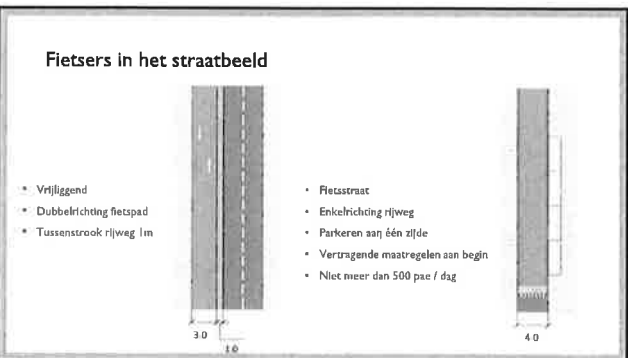 Fietsers in het straatbeeld
• Vrijliggend
• Dubbelrichting fietspad
• Tussenstrook rijweg 1m
3.0
1.0
• Fietsstraat
• Enkelrichting rijweg
• Parkeren aan één zijde
• Vertragende maatregelen aan begin
• Niet meer dan 500 pae / dag
4.0